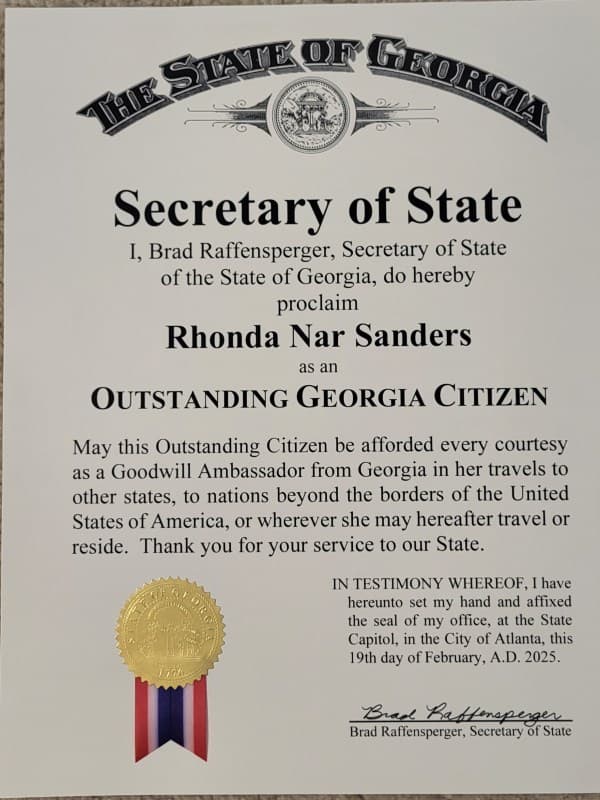 THE STATE OF GEORGIA
Secretary of State
I, Brad Raffensperger, Secretary of State
of the State of Georgia, do hereby
proclaim
Rhonda Nar Sanders
as an
OUTSTANDING GEORGIA CITIZEN
May this Outstanding Citizen be afforded every courtesy
as a Goodwill Ambassador from Georgia in her travels to
other states, to nations beyond the borders of the United
States of America, or wherever she may hereafter travel or
reside. Thank you for your service to our State.
IN TESTIMONY WHEREOF, I have
hereunto set my hand and affixed
the seal of my office, at the State
Capitol, in the City of Atlanta, this
19th day of February, A.D. 2025.
STATE OF GEORGIA
1776
Brad Raffensperger
Brad Raffensperger, Secretary of State